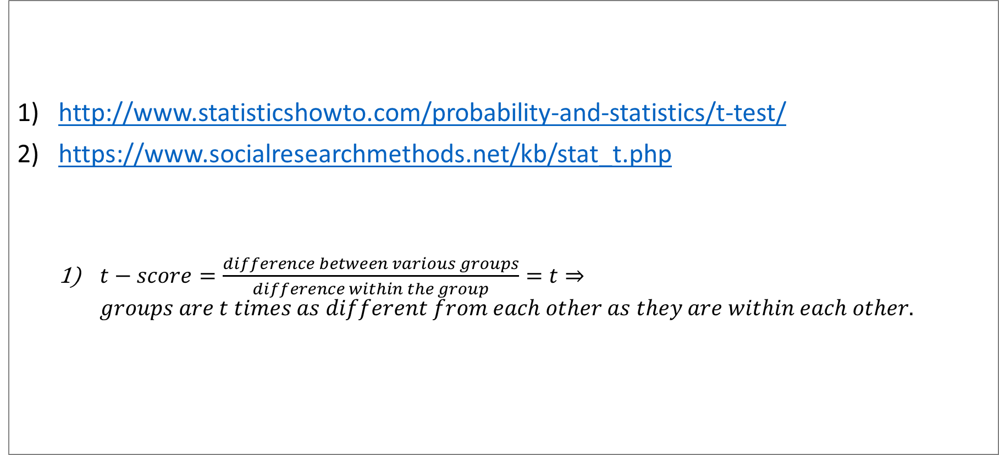 1) http://www.statisticshowto.com/probability-and-statistics/t-test/
2) https://www.socialresearchmethods.net/kb/stat_t.php
1) t − score = difference between various groups / difference within the group = t ⇒
groups are t times as different from each other as they are within each other.